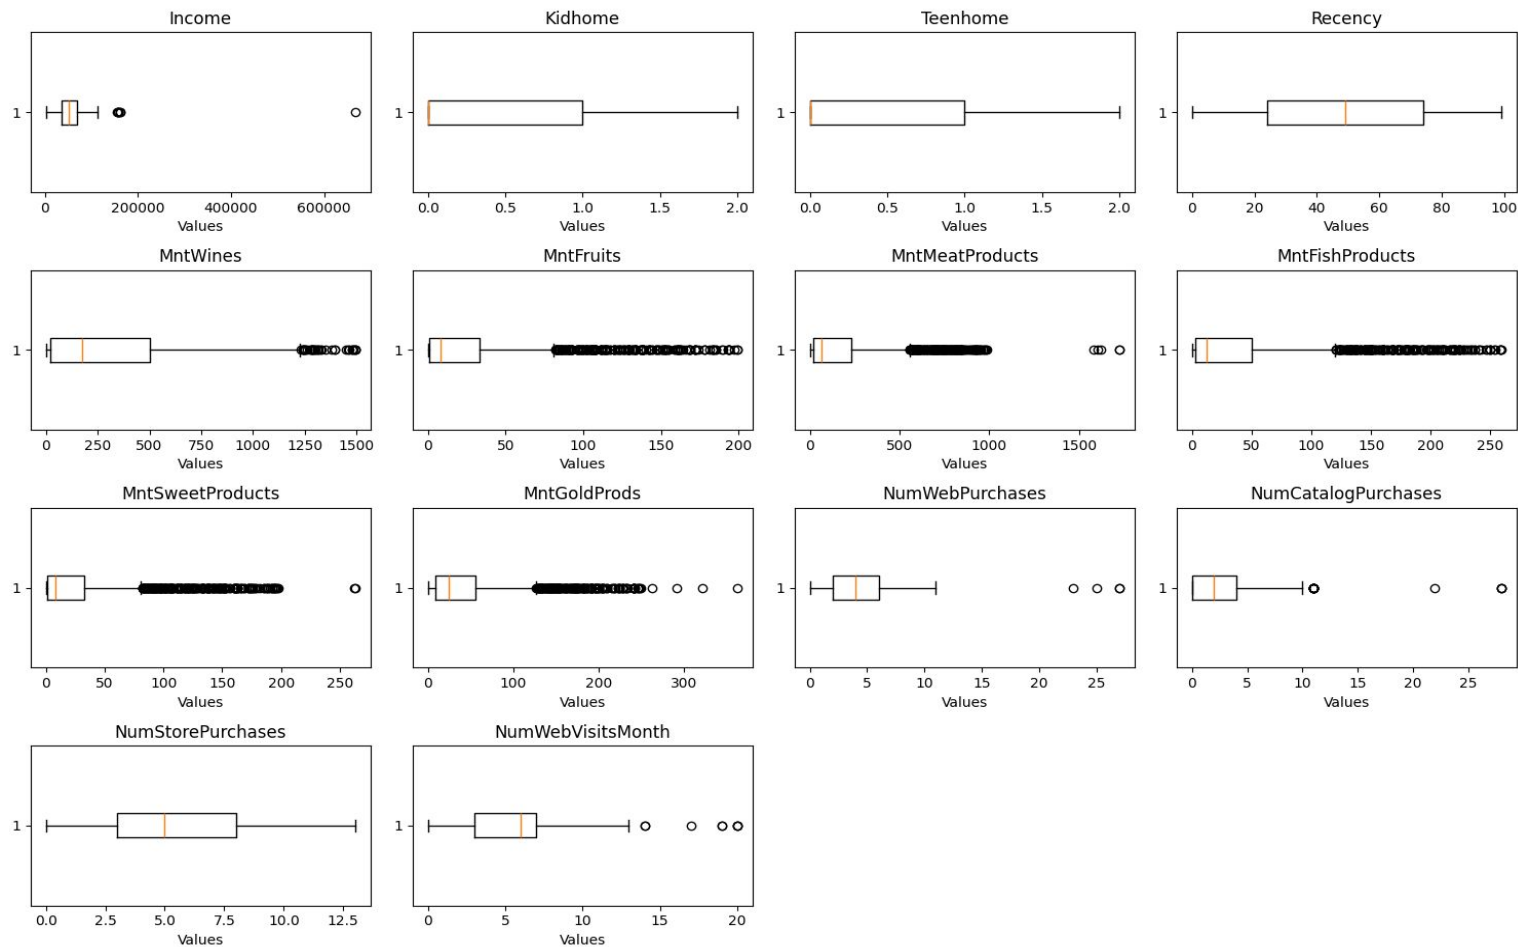 Income Kidhome Teenhome Recency
1 1 1 1
0 200000 400000 600000 0.0 0.5 1.0 1.5 2.0 0.0 0.5 1.0 1.5 2.0 0 20 40 60 80 100
Values Values Values Values
MntWines MntFruits MntMeatProducts MntFishProducts
1 1 1 1
0 250 500 750 1000 1250 1500 0 50 100 150 200 0 500 1000 1500 0 50 100 150 200 250
Values Values Values Values
MntSweetProducts MntGoldProds NumWebPurchases NumCatalogPurchases
1 1 1 1
0 50 100 150 200 250 0 100 200 300 0 5 10 15 20 25 0 5 10 15 20 25
Values Values Values Values
NumStorePurchases NumWebVisitsMonth
1 1
0.0 2.5 5.0 7.5 10.0 12.5 0 5 10 15 20
Values Values